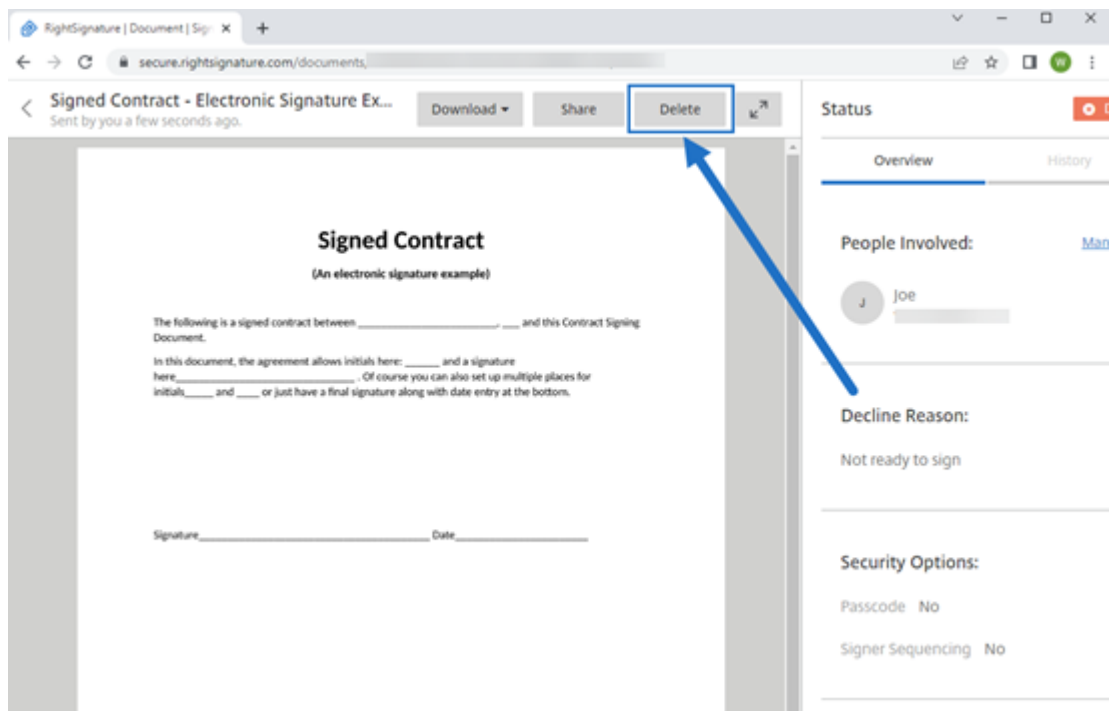 RightSignature | Document | Sig
secure.rightsignature.com/documents,
W
Signed Contract - Electronic Signature Ex...
Sent by you a few seconds ago.
Download
Share
Delete
Status
D
Overview
History
Signed Contract
(An electronic signature example)
The following is a signed contract between _________________________, ___ and this Contract Signing
Document.
In this document, the agreement allows initials here: ______ and a signature
here________________________________ . Of course you can also set up multiple places for
initials_____ and ____ or just have a final signature along with date entry at the bottom.
Signature__________________________________________ Date________________________
People Involved:
Man
J
Joe
Decline Reason:
Not ready to sign
Security Options:
Passcode No
Signer Sequencing No